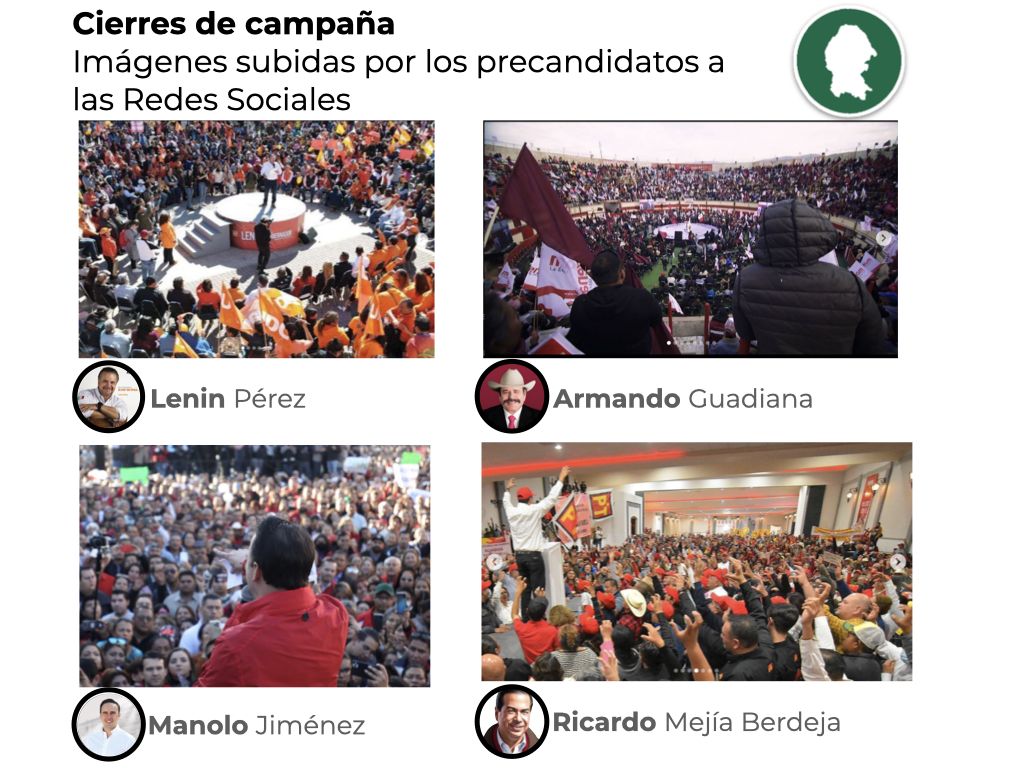 Cierres de campaña
Imágenes subidas por los precandidatos a
las Redes Sociales
Lenin Pérez
Armando Guadiana
Manolo Jiménez
Ricardo Mejía Berdeja